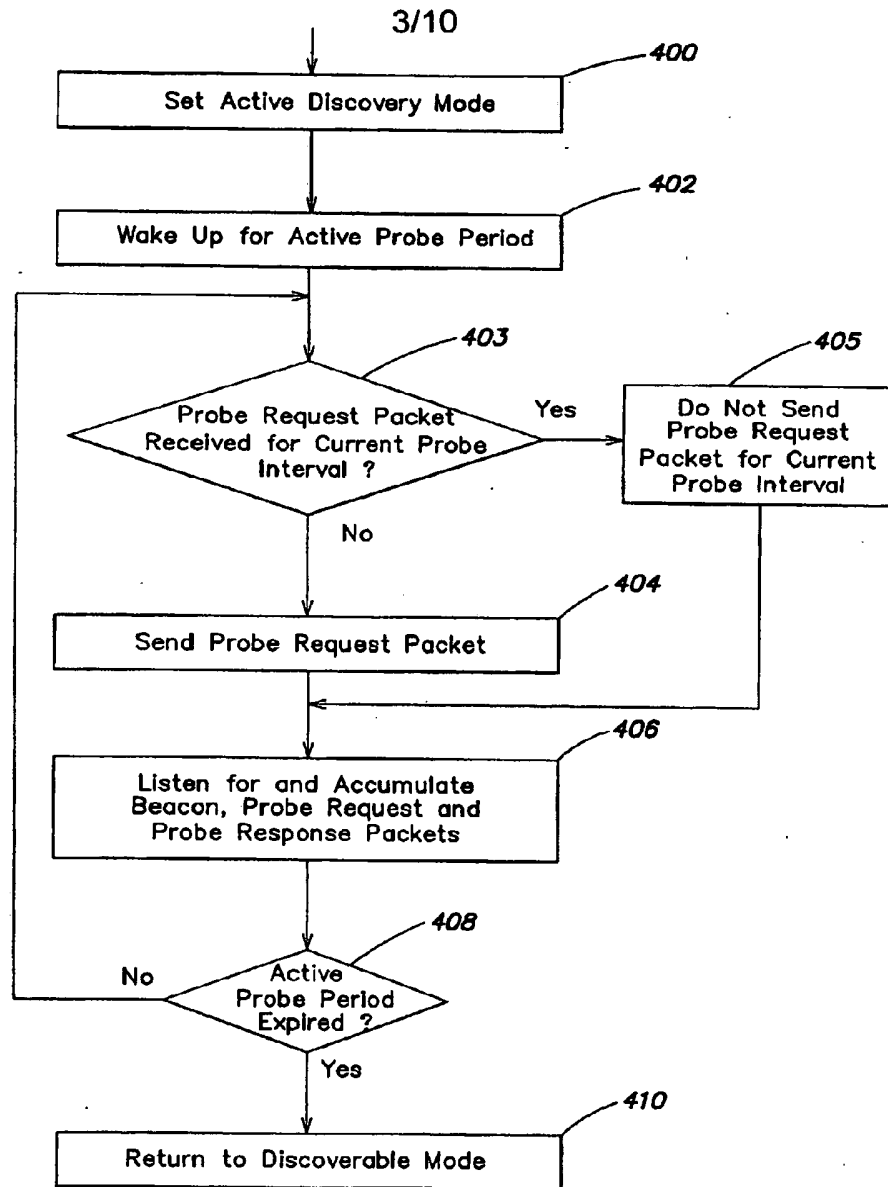 3/10
400
Set Active Discovery Mode
402
Wake Up for Active Probe Period
403
Probe Request Packet
Received for Current Probe
Interval ?
Yes
405
Do Not Send
Probe Request
Packet for Current
Probe Interval
No
404
Send Probe Request Packet
406
Listen for and Accumulate
Beacon, Probe Request and
Probe Response Packets
408
No
Active
Probe Period
Expired ?
Yes
410
Return to Discoverable Mode